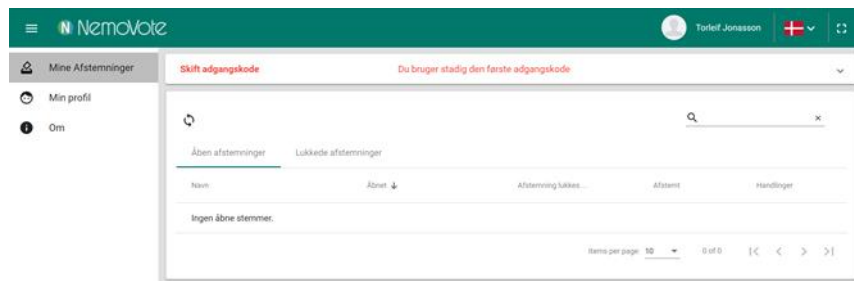 NemoVote
Torleif Jonasson
Mine Afstemninger
Min profil
Om
Skift adgangskode Du bruger stadig den første adgangskode
Åben afstemninger Lukkede afstemninger
Navn Åbnet Afstemning lukkes... Afstemt Handlinger
Ingen åbne stemmer.
Items per page 10 0 of 0